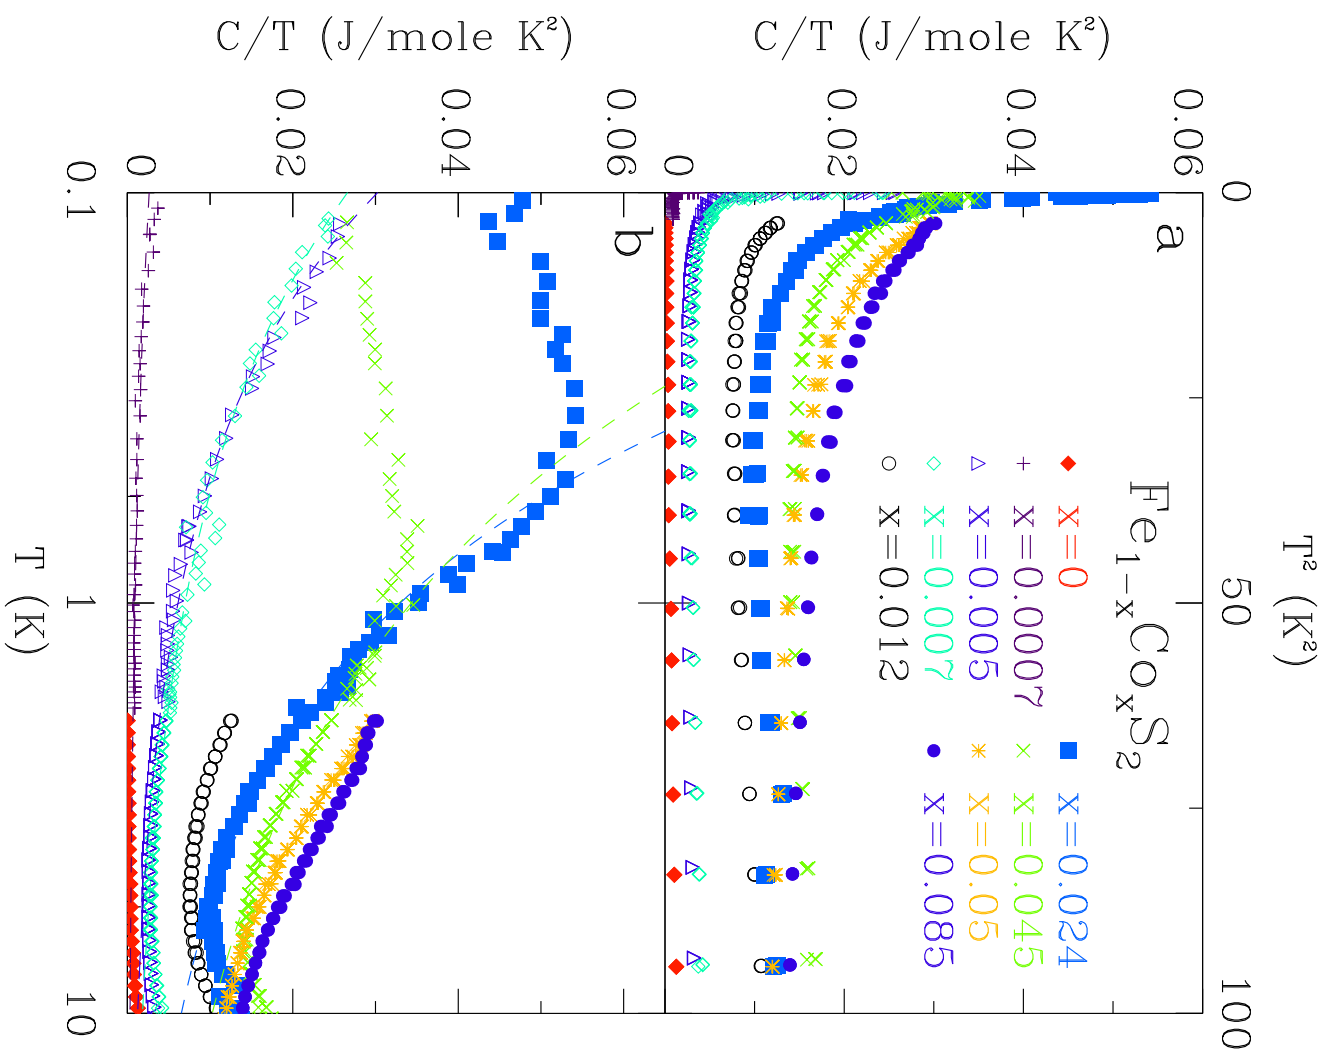 T² (K²)
0 50 100
C/T (J/mole K²)
0.06
0.04
0.02
0
a
Fe₁₋ₓCoₓS₂
X=0
X=0.0007
X=0.005
X=0.007
X=0.012
X=0.024
X=0.045
X=0.05
X=0.085
C/T (J/mole K²)
0.06
0.04
0.02
0
b
0.1 1 10
T (K)